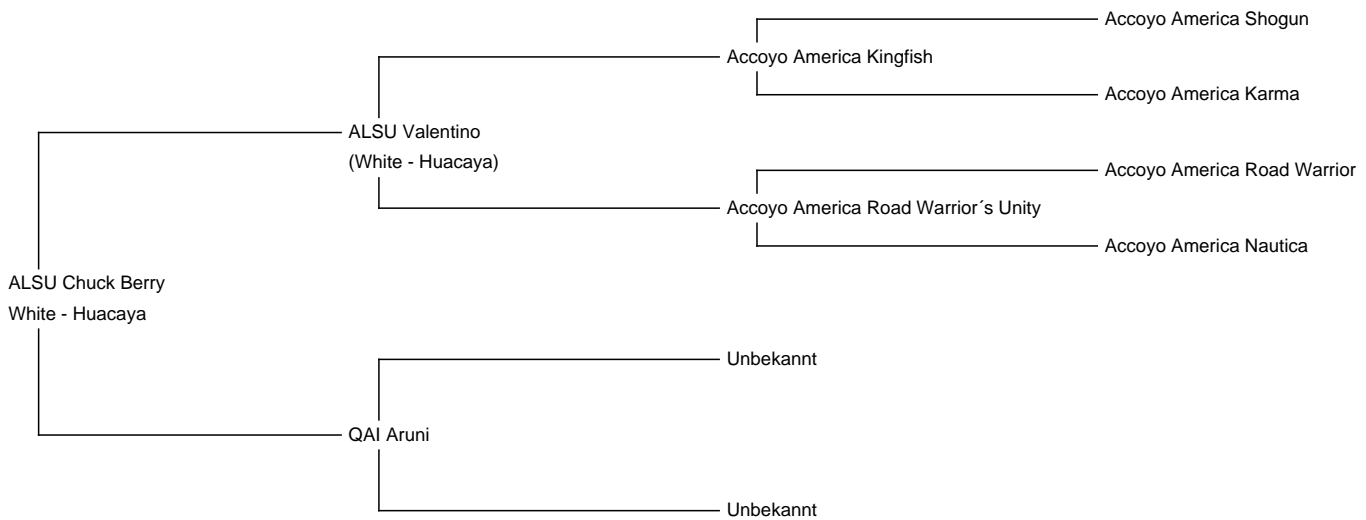 Accoyo America Shogun
Accoyo America Kingfish
Accoyo America Karma
ALSU Valentino
(White - Huacaya)
Accoyo America Road Warrior
Accoyo America Road Warrior´s Unity
Accoyo America Nautica
ALSU Chuck Berry
White - Huacaya
Unbekannt
QAI Aruni
Unbekannt